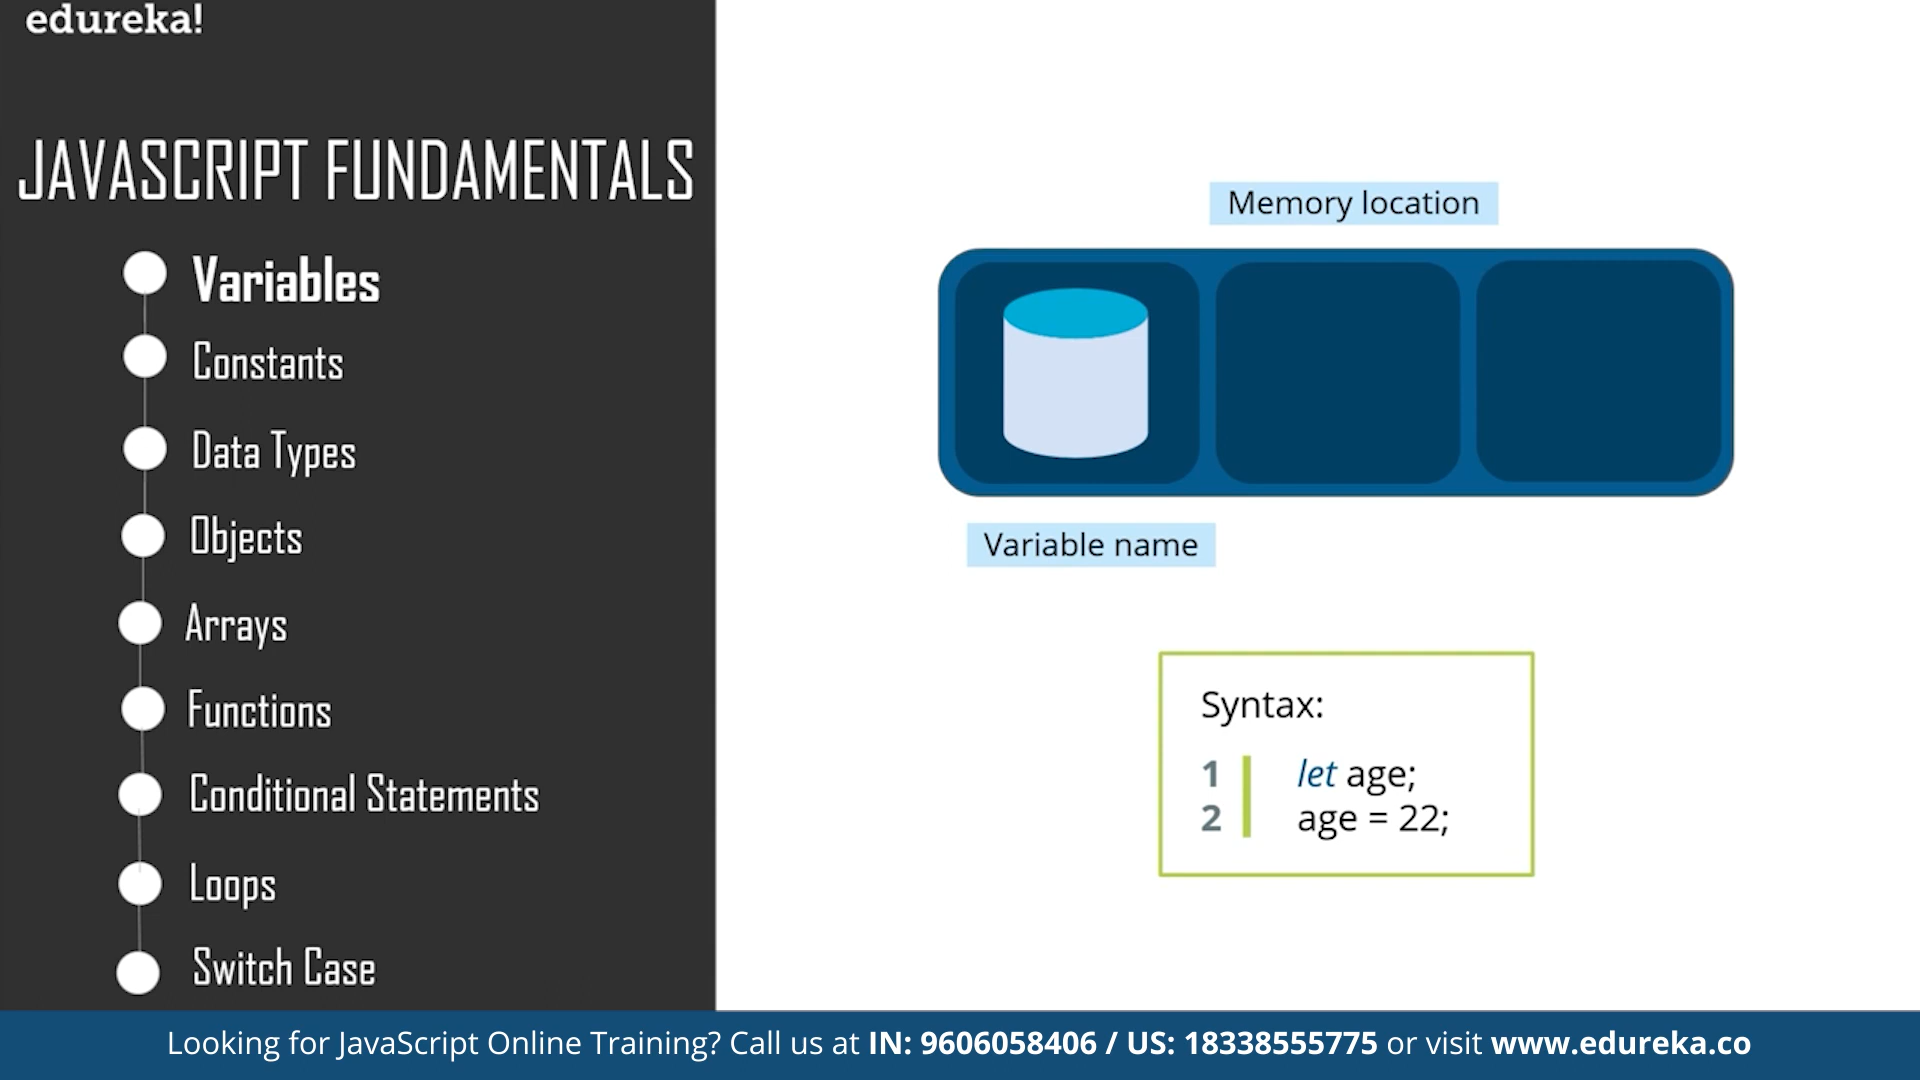 edureka!
JAVASCRIPT FUNDAMENTALS
Variables
Constants
Data Types
Objects
Arrays
Functions
Conditional Statements
Loops
Switch Case
Memory location
Variable name
Syntax:
1 let age;
2 age = 22;
Looking for JavaScript Online Training? Call us at IN: 9606058406 / US: 18338555775 or visit www.edureka.co